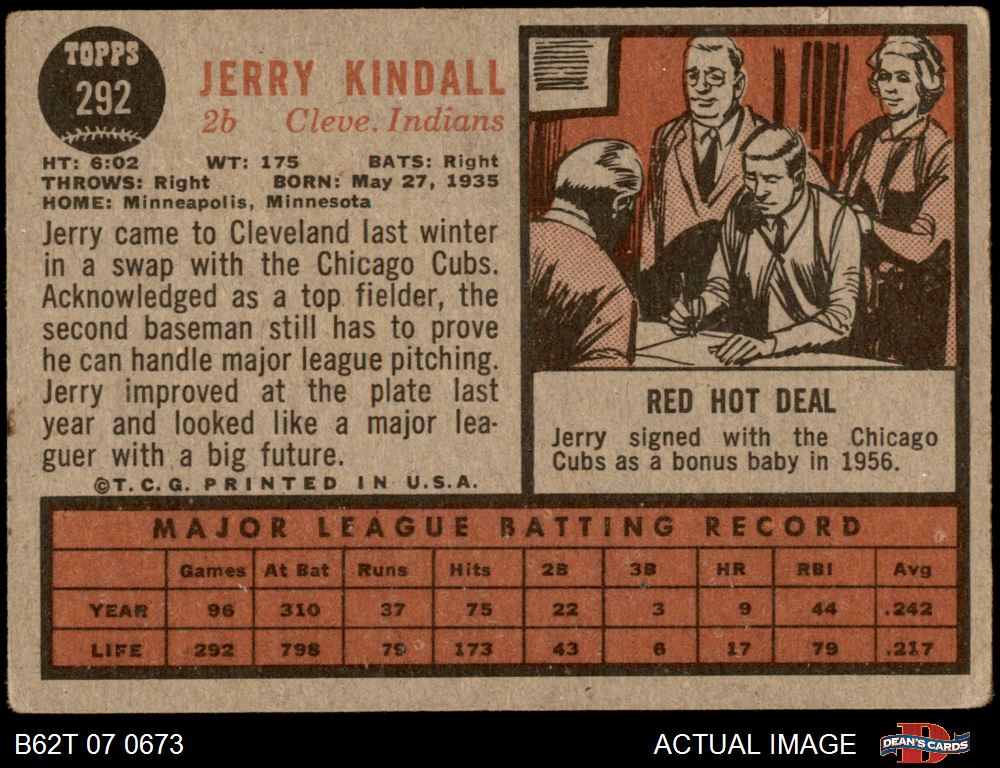 TOPPS
292
JERRY KINDALL
2b Cleve. Indians
HT: 6:02 WT: 175 BATS: Right
THROWS: Right BORN: May 27, 1935
HOME: Minneapolis, Minnesota
Jerry came to Cleveland last winter
in a swap with the Chicago Cubs.
Acknowledged as a top fielder, the
second baseman still has to prove
he can handle major league pitching.
Jerry improved at the plate last
year and looked like a major lea-
guer with a big future.
©T.C.G. PRINTED IN U.S.A.
RED HOT DEAL
Jerry signed with the Chicago
Cubs as a bonus baby in 1956.
MAJOR LEAGUE BATTING RECORD
Games At Bat Runs Hits 2B 3B HR RBI Avg
YEAR 96 310 37 75 22 3 9 44 .242
LIFE 292 798 79 173 43 6 17 79 .217
B62T 07 0673
ACTUAL IMAGE
DEAN'S CARDS